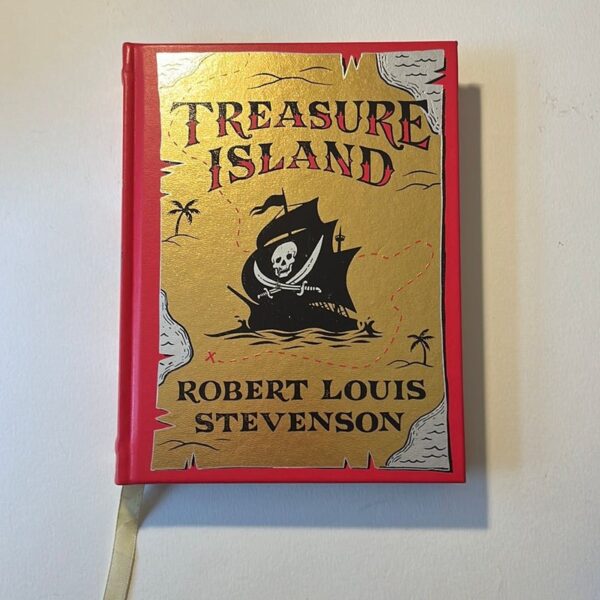 TREASURE
ISLAND
X
ROBERT LOUIS
STEVENSON